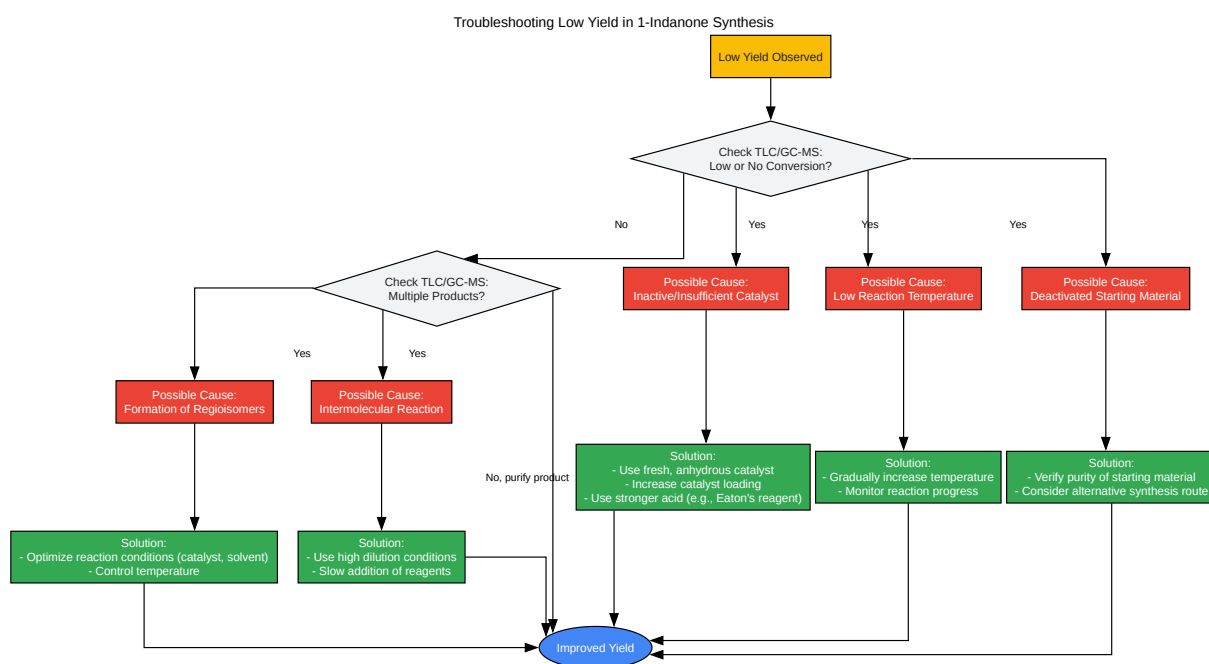 Troubleshooting Low Yield in 1-Indanone Synthesis
Low Yield Observed
Check TLC/GC-MS:
Low or No Conversion?
No
Yes
Yes
Yes
Check TLC/GC-MS:
Multiple Products?
Possible Cause:
Inactive/Insufficient Catalyst
Possible Cause:
Low Reaction Temperature
Possible Cause:
Deactivated Starting Material
Yes
Yes
Possible Cause:
Formation of Regioisomers
Possible Cause:
Intermolecular Reaction
No, purify product
Solution:
- Use fresh, anhydrous catalyst
- Increase catalyst loading
- Use stronger acid (e.g., Eaton's reagent)
Solution:
- Gradually increase temperature
- Monitor reaction progress
Solution:
- Verify purity of starting material
- Consider alternative synthesis route
Solution:
- Optimize reaction conditions (catalyst, solvent)
- Control temperature
Solution:
- Use high dilution conditions
- Slow addition of reagents
Improved Yield